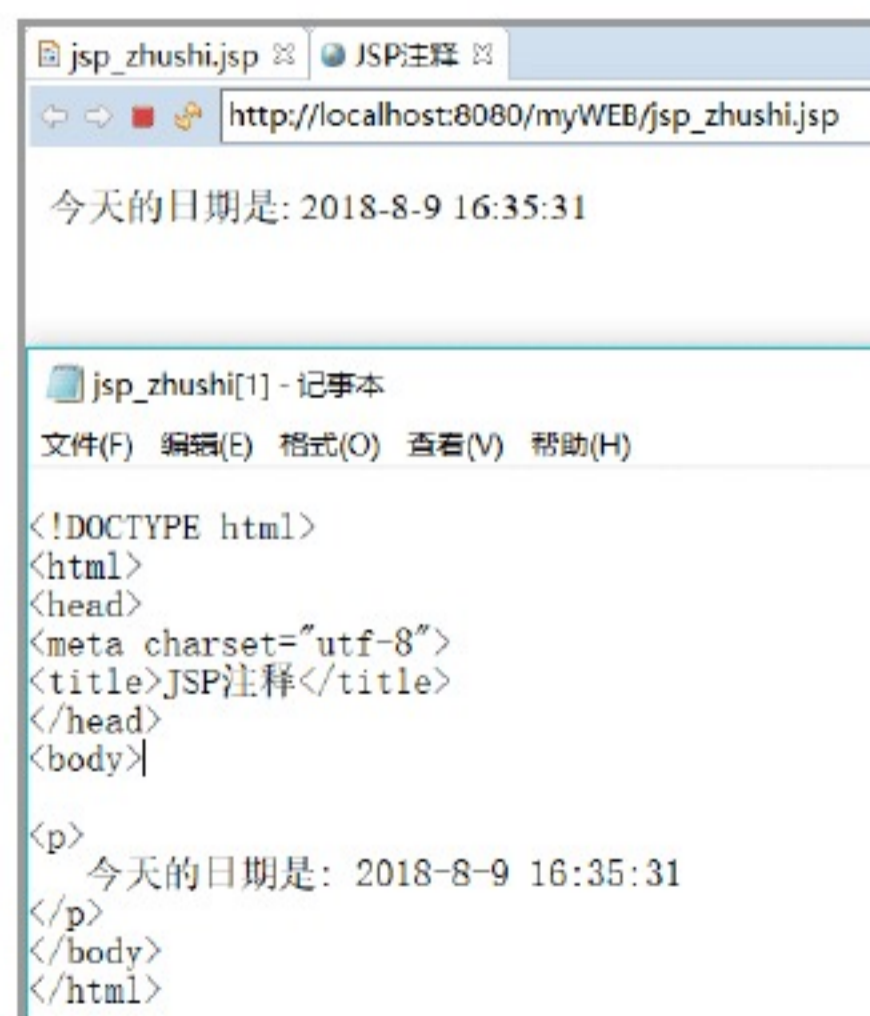 jsp_zhushi.jsp JSP注释
http://localhost:8080/myWEB/jsp_zhushi.jsp
今天的日期是: 2018-8-9 16:35:31
jsp_zhushi[1] - 记事本
文件(F) 编辑(E) 格式(O) 查看(V) 帮助(H)
<!DOCTYPE html>
<html>
<head>
<meta charset="utf-8">
<title>JSP注释</title>
</head>
<body>
<p>
今天的日期是: 2018-8-9 16:35:31
</p>
</body>
</html>